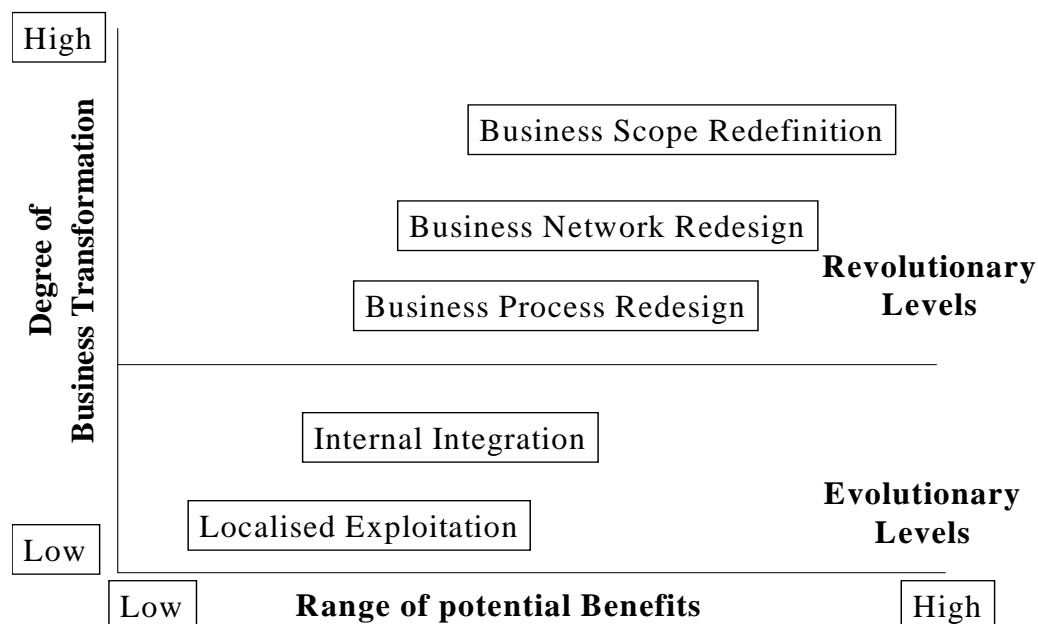 High
Business Scope Redefinition
Degree of
Business Transformation
Business Network Redesign
Revolutionary
Levels
Business Process Redesign
Internal Integration
Evolutionary
Levels
Localised Exploitation
Low
Low
Range of potential Benefits
High